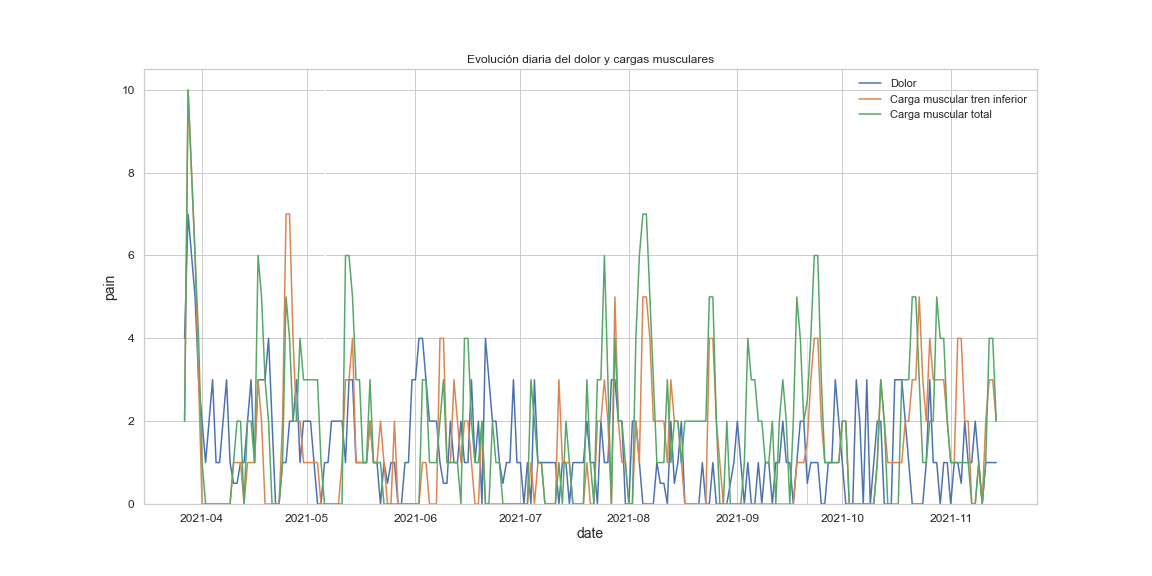 Evolución diaria del dolor y cargas musculares
Dolor
Carga muscular tren inferior
Carga muscular total
10
8
6
4
2
0
pain
2021-04 2021-05 2021-06 2021-07 2021-08 2021-09 2021-10 2021-11
date